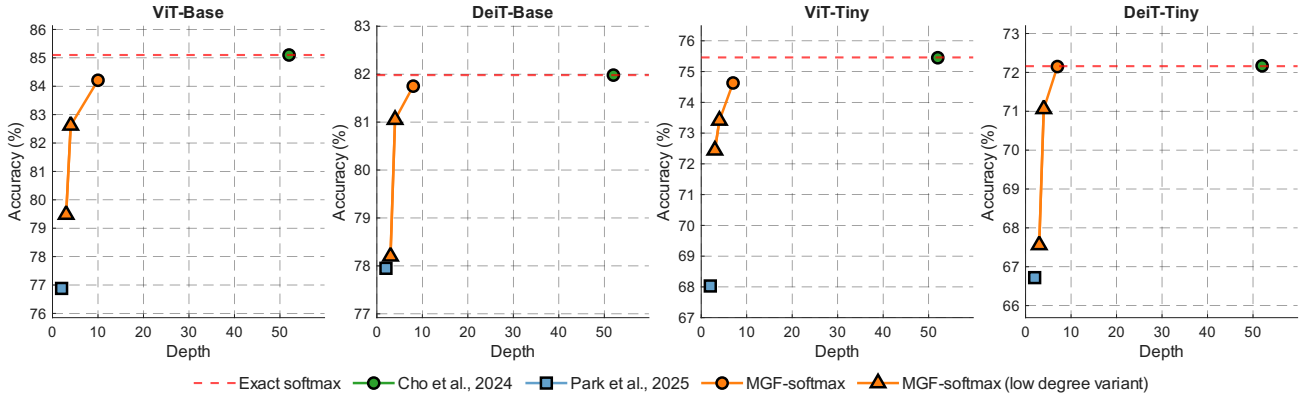 ViT-Base
DeiT-Base
ViT-Tiny
DeiT-Tiny
86
85
84
83
82
81
80
79
78
77
76
Accuracy (%)
0 10 20 30 40 50
Depth
83
82
81
80
79
78
77
Accuracy (%)
0 10 20 30 40 50
Depth
76
75
74
73
72
71
70
69
68
67
Accuracy (%)
0 10 20 30 40 50
Depth
73
72
71
70
69
68
67
66
Accuracy (%)
0 10 20 30 40 50
Depth
Exact softmax Cho et al., 2024 Park et al., 2025 MGF-softmax MGF-softmax (low degree variant)